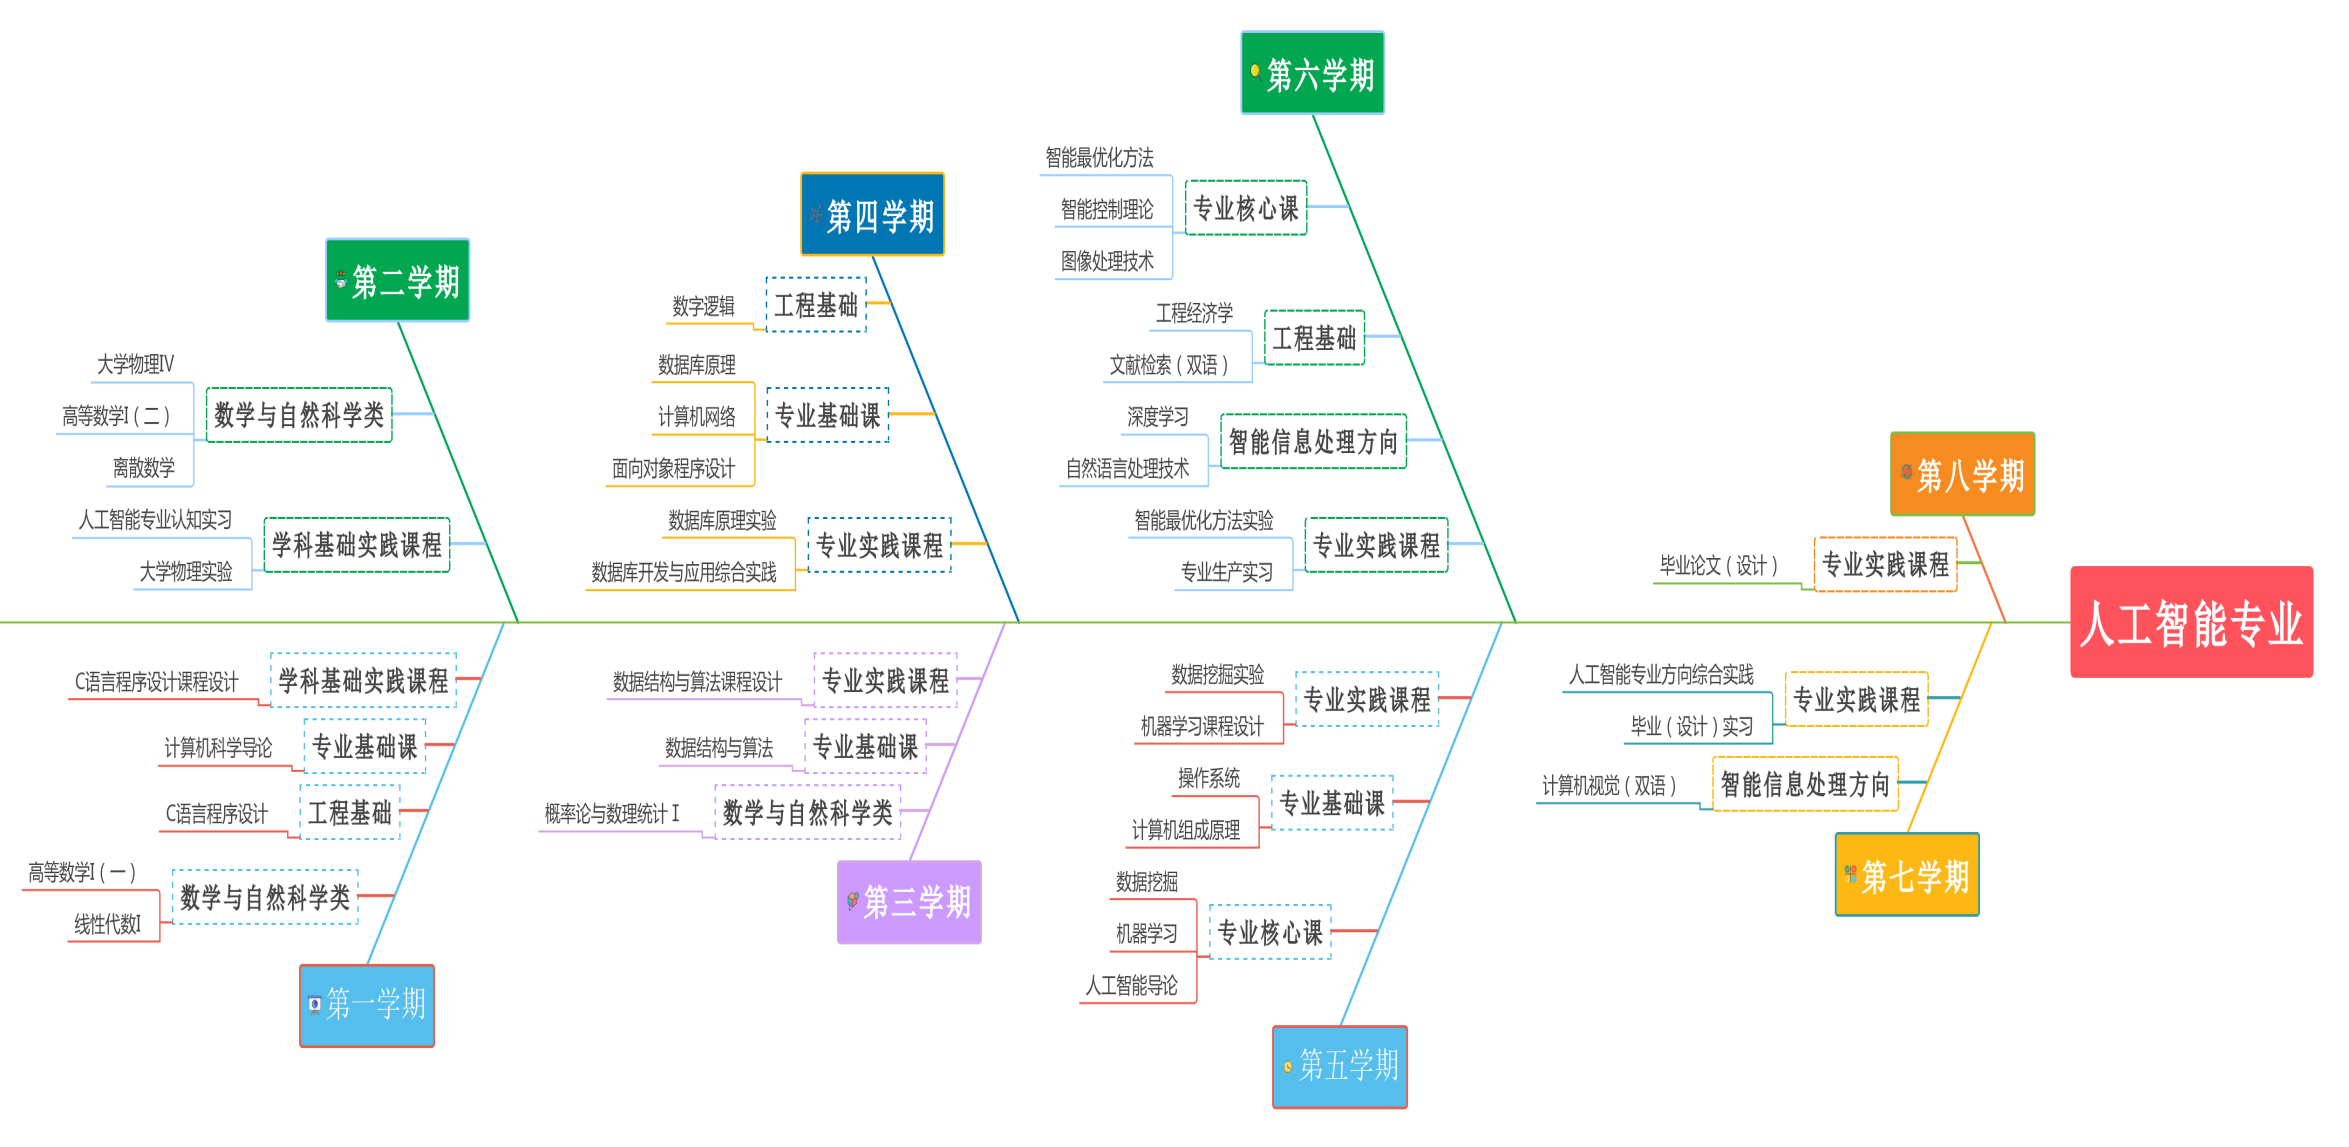 第六学期
智能最优化方法
智能控制理论
图像处理技术
专业核心课
工程经济学
文献检索（双语）
工程基础
深度学习
自然语言处理技术
智能信息处理方向
智能最优化方法实验
专业生产实习
专业实践课程
第四学期
数字逻辑
工程基础
数据库原理
计算机网络
面向对象程序设计
专业基础课
数据库原理实验
数据库开发与应用综合实践
专业实践课程
第二学期
大学物理IV
高等数学I（二）
离散数学
数学与自然科学类
人工智能专业认知实习
大学物理实验
学科基础实践课程
第八学期
毕业论文（设计）
专业实践课程
人工智能专业
C语言程序设计课程设计
学科基础实践课程
计算机科学导论
专业基础课
C语言程序设计
工程基础
高等数学I（一）
线性代数I
数学与自然科学类
第一学期
数据结构与算法课程设计
专业实践课程
数据结构与算法
专业基础课
概率论与数理统计 I
数学与自然科学类
第三学期
数据挖掘实验
机器学习课程设计
专业实践课程
操作系统
计算机组成原理
专业基础课
数据挖掘
机器学习
人工智能导论
专业核心课
第五学期
人工智能专业方向综合实践
毕业（设计）实习
专业实践课程
计算机视觉（双语）
智能信息处理方向
第七学期